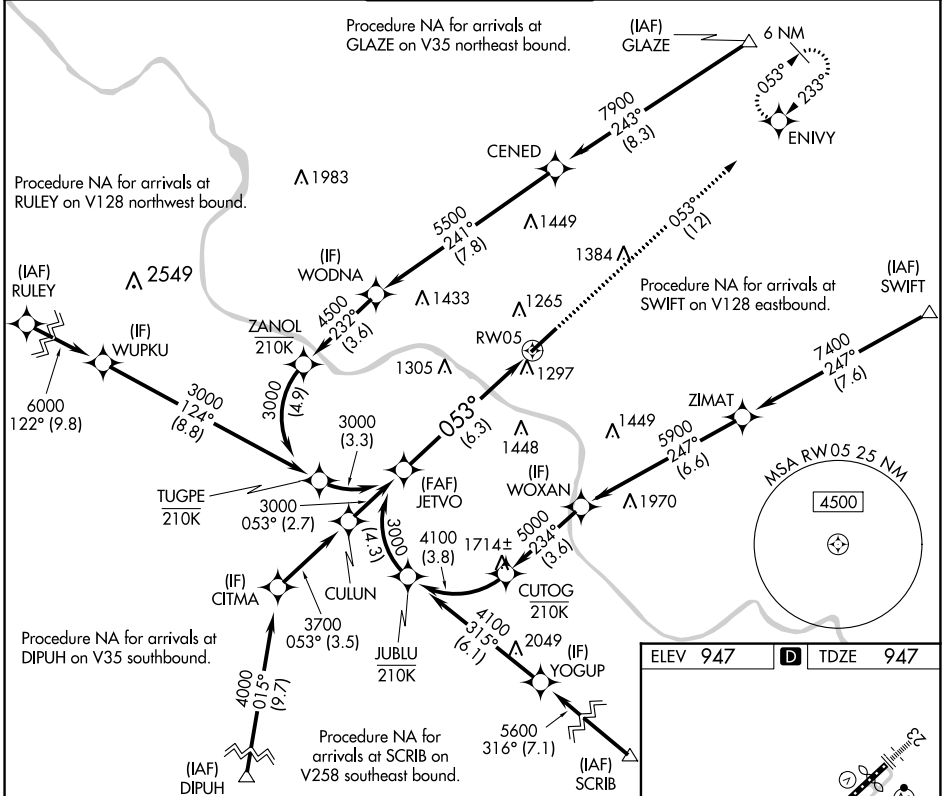 Procedure NA for arrivals at
GLAZE on V35 northeast bound.
(IAF)
GLAZE
6 NM
053°
233°
ENIVY
7900
243°
(8.3)
CENED
Procedure NA for arrivals at
RULEY on V128 northwest bound.
1983
1449
5500
241°
(7.8)
053°
(12)
1384
(IF)
WODNA
(IAF)
RULEY
2549
Procedure NA for arrivals at
SWIFT on V128 eastbound.
(IAF)
SWIFT
1433
1265
4500
232°
(3.6)
ZANOL
210K
(IF)
WUPKU
RW05
1305
1297
7400
247°
(7.6)
6000
122° (9.8)
3000
124°
(8.8)
3000
(4.9)
3000
(3.3)
053°
(6.3)
ZIMAT
1448
1449
5900
247°
(6.6)
MSA RW05 25 NM
4500
(FAF)
JETVO
(IF)
WOXAN
1970
TUGPE
210K
3000
053° (2.7)
3000
(4.3)
4100
(3.8)
1714±
5000
234°
(3.6)
(IF)
CITMA
CULUN
CUTOG
210K
3700
053° (3.5)
Procedure NA for arrivals at
DIPUH on V35 southbound.
JUBLU
210K
4100
315°
(6.1)
2049
(IF)
YOGUP
4000
015°
(9.7)
5600
316° (7.1)
Procedure NA for
arrivals at SCRIB on
V258 southeast bound.
(IAF)
DIPUH
(IAF)
SCRIB
ELEV 947
D
TDZE 947
23
V